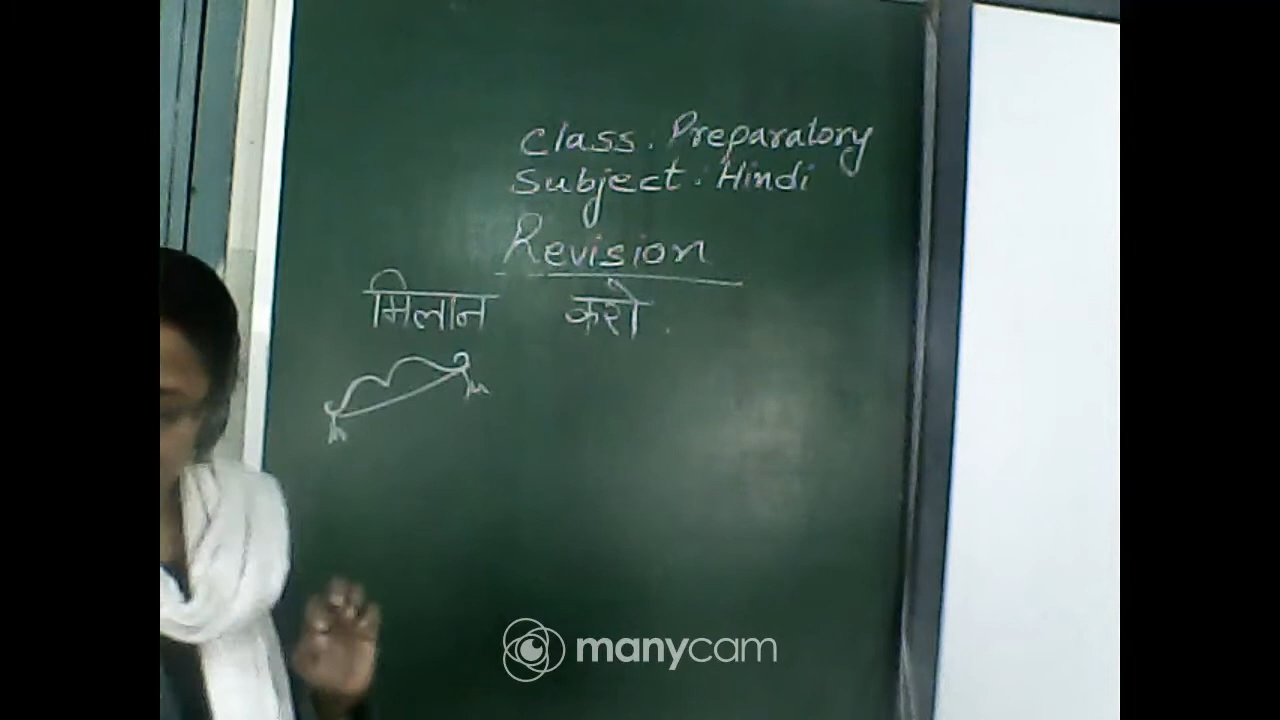 Class. Preparatory
Subject. Hindi
Revision
मिलान करो.
manycam